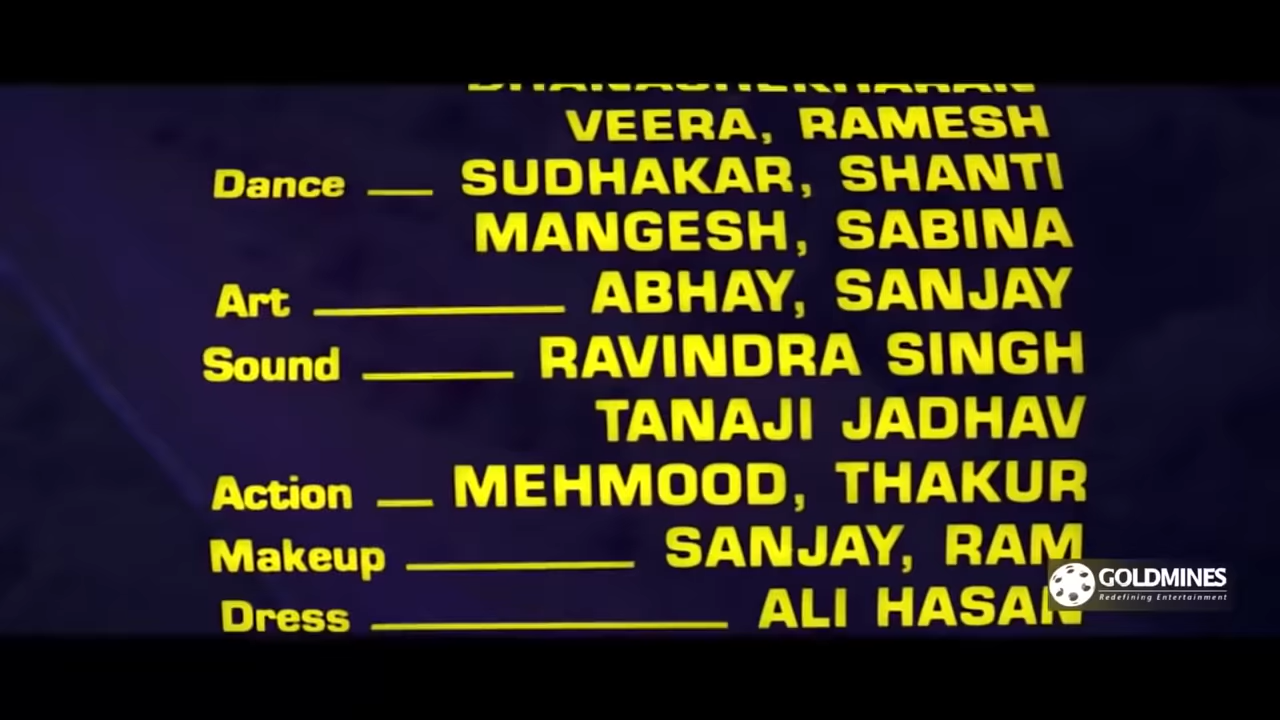 VEERA, RAMESH
Dance SUDHAKAR, SHANTI
MANGESH, SABINA
Art ABHAY, SANJAY
Sound RAVINDRA SINGH
TANAJI JADHAV
Action MEHMOOD, THAKUR
Makeup SANJAY, RAM
Dress ALI HASAN
GOLDMINES
Redefining Entertainment